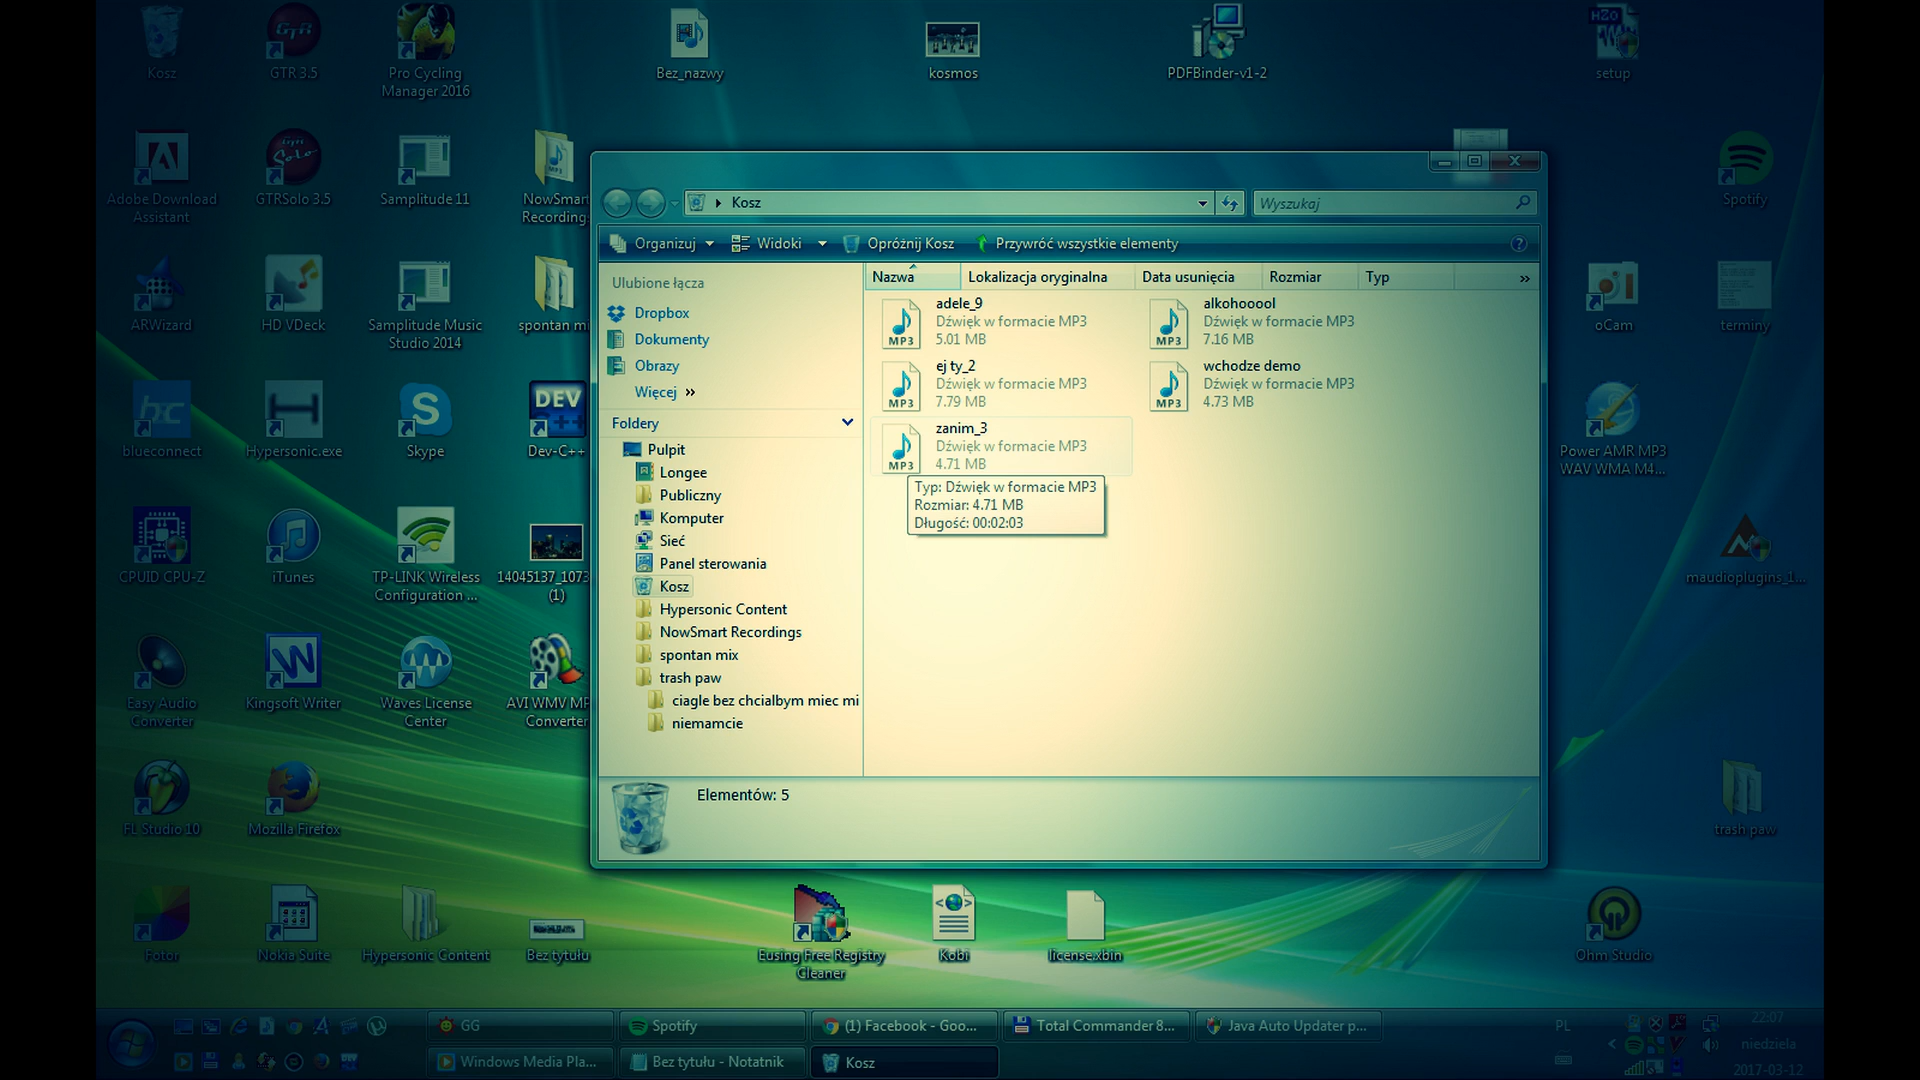 Kosz
GTR 3.5
Pro Cycling
Manager 2016
Bez_nazwy
kosmos
PDFBinder-v1-2
H2O
setup
Adobe Download
Assistant
GTRSolo 3.5
Samplitude 11
NowSmart
Recording
Spotify
ARWizard
HD VDeck
Samplitude Music
Studio 2014
spontan mi
oCam
terminy
blueconnect
Hypersonic.exe
Skype
DEV
Dev-C++
Power AMR MP3
WAV WMA M4...
CPUID CPU-Z
iTunes
TP-LINK Wireless
Configuration ...
14045137_1073
(1)
maudioplugins_1...
Easy Audio
Converter
Kingsoft Writer
Waves License
Center
AVI WMV MP
Converter
FL Studio 10
Mozilla Firefox
trash paw
Fotor
Nokia Suite
Hypersonic Content
Bez tytułu
Eusing Free Registry
Cleaner
Kobi
license.xbin
Ohm Studio
Kosz
Wyszukaj
Organizuj
Widoki
Opróżnij Kosz
Przywróć wszystkie elementy
Ulubione łącza
Dropbox
Dokumenty
Obrazy
Więcej »
Foldery
Pulpit
Longee
Publiczny
Komputer
Sieć
Panel sterowania
Kosz
Hypersonic Content
NowSmart Recordings
spontan mix
trash paw
ciagle bez chcialbym miec mi
niemamcie
Nazwa Lokalizacja oryginalna Data usunięcia Rozmiar Typ »
adele_9
Dźwięk w formacie MP3
5.01 MB
MP3
alkohooool
Dźwięk w formacie MP3
7.16 MB
MP3
ej ty_2
Dźwięk w formacie MP3
7.79 MB
MP3
wchodze demo
Dźwięk w formacie MP3
4.73 MB
MP3
zanim_3
Dźwięk w formacie MP3
4.71 MB
MP3
Typ: Dźwięk w formacie MP3
Rozmiar: 4.71 MB
Długość: 00:02:03
Elementów: 5
GG
Spotify
(1) Facebook - Goo...
Total Commander 8...
Java Auto Updater p...
Windows Media Pla...
Bez tytułu - Notatnik
Kosz
PL
22:07
niedziela
2017-03-12